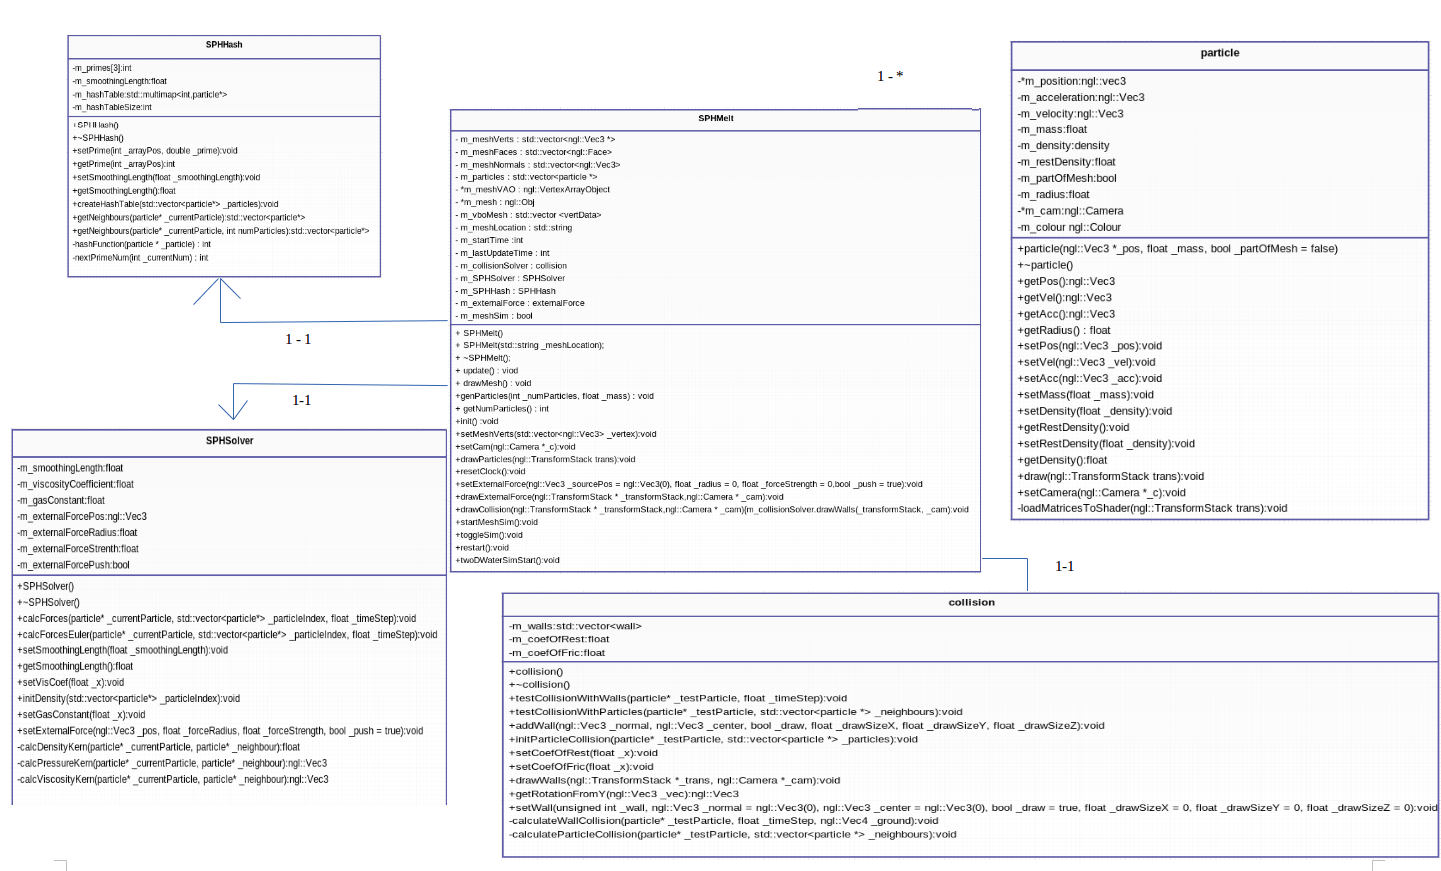 SPHHash
-m_primes[3]:int
-m_smoothingLength:float
-m_hashTable:std::multimap<int,particle*>
-m_hashTableSize:int
+SPHHash()
+~SPHHash()
+setPrime(int _arrayPos, double _prime):void
+getPrime(int _arrayPos):int
+setSmoothingLength(float _smoothingLength):void
+getSmoothingLength():float
+createHashTable(std::vector<particle*> _particles):void
+getNeighbours(particle* _currentParticle):std::vector<particle*>
+getNeighbours(particle* _currentParticle, int numParticles):std::vector<particle*>
-hashFunction(particle * _particle) : int
-nextPrimeNum(int _currentNum) : int
1 - 1
1-1
SPHSolver
-m_smoothingLength:float
-m_viscosityCoefficient:float
-m_gasConstant:float
-m_externalForcePos:ngl::Vec3
-m_externalForceRadius:float
-m_externalForceStrenth:float
-m_externalForcePush:bool
+SPHSolver()
+~SPHSolver()
+calcForces(particle* _currentParticle, std::vector<particle*> _particleIndex, float _timeStep):void
+calcForcesEuler(particle* _currentParticle, std::vector<particle*> _particleIndex, float _timeStep):void
+setSmoothingLength(float _smoothingLength):void
+getSmoothingLength():float
+setVisCoef(float _x):void
+initDensity(std::vector<particle*> _particleIndex):void
+setGasConstant(float _x):void
+setExternalForce(ngl::Vec3 _pos, float _forceRadius, float _forceStrength, bool _push = true):void
-calcDensityKern(particle* _currentParticle, particle* _neighbour):float
-calcPressureKern(particle* _currentParticle, particle* _neighbour):ngl::Vec3
-calcViscosityKern(particle* _currentParticle, particle* _neighbour):ngl::Vec3
1 - *
SPHMelt
- m_meshVerts : std::vector<ngl::Vec3 *>
- m_meshFaces : std::vector<ngl::Face>
- m_meshNormals : std::vector<ngl::Vec3>
- m_particles : std::vector<particle *>
- *m_meshVAO : ngl::VertexArrayObject
- *m_mesh : ngl::Obj
- m_vboMesh : std::vector <vertData>
- m_meshLocation : std::string
- m_startTime :int
- m_lastUpdateTime : int
- m_collisionSolver : collision
- m_SPHSolver : SPHSolver
- m_SPHHash : SPHHash
- m_externalForce : externalForce
- m_meshSim : bool
+ SPHMelt()
+ SPHMelt(std::string _meshLocation);
+ ~SPHMelt();
+ update() : viod
+ drawMesh() : void
+genParticles(int _numParticles, float _mass) : void
+ getNumParticles() : int
+init() :void
+setMeshVerts(std::vector<ngl::Vec3> _vertex):void
+setCam(ngl::Camera *_c):void
+drawParticles(ngl::TransformStack trans):void
+resetClock():void
+setExternalForce(ngl::Vec3 _sourcePos = ngl::Vec3(0), float _radius = 0, float _forceStrength = 0,bool _push = true):void
+drawExternalForce(ngl::TransformStack * _transformStack,ngl::Camera * _cam):void
+drawCollision(ngl::TransformStack * _transformStack,ngl::Camera * _cam){m_collisionSolver.drawWalls(_transformStack, _cam):void
+startMeshSim():void
+toggleSim():void
+restart():void
+twoDWaterSimStart():void
particle
-*m_position:ngl::vec3
-m_acceleration:ngl::Vec3
-m_velocity:ngl::Vec3
-m_mass:float
-m_density:density
-m_restDensity:float
-m_partOfMesh:bool
-m_radius:float
-*m_cam:ngl::Camera
-m_colour ngl::Colour
+particle(ngl::Vec3 *_pos, float _mass, bool _partOfMesh = false)
+~particle()
+getPos():ngl::Vec3
+getVel():ngl::Vec3
+getAcc():ngl::Vec3
+getRadius() : float
+setPos(ngl::Vec3 _pos):void
+setVel(ngl::Vec3 _vel):void
+setAcc(ngl::Vec3 _acc):void
+setMass(float _mass):void
+setDensity(float _density):void
+getRestDensity():void
+setRestDensity(float _density):void
+getDensity():float
+draw(ngl::TransformStack trans):void
+setCamera(ngl::Camera *_c):void
-loadMatricesToShader(ngl::TransformStack trans):void
1-1
collision
-m_walls:std::vector<wall>
-m_coefOfRest:float
-m_coefOfFric:float
+collision()
+~collision()
+testCollisionWithWalls(particle* _testParticle, float _timeStep):void
+testCollisionWithParticles(particle* _testParticle, std::vector<particle *> _neighbours):void
+addWall(ngl::Vec3 _normal, ngl::Vec3 _center, bool _draw, float _drawSizeX, float _drawSizeY, float _drawSizeZ):void
+initParticleCollision(particle* _testParticle, std::vector<particle *> _particles):void
+setCoefOfRest(float _x):void
+setCoefOfFric(float _x):void
+drawWalls(ngl::TransformStack *_trans, ngl::Camera *_cam):void
+getRotationFromY(ngl::Vec3 _vec):ngl::Vec3
+setWall(unsigned int _wall, ngl::Vec3 _normal = ngl::Vec3(0), ngl::Vec3 _center = ngl::Vec3(0), bool _draw = true, float _drawSizeX = 0, float _drawSizeY = 0, float _drawSizeZ = 0):void
-calculateWallCollision(particle* _testParticle, float _timeStep, ngl::Vec4 _ground):void
-calculateParticleCollision(particle* _testParticle, std::vector<particle *> _neighbours):void